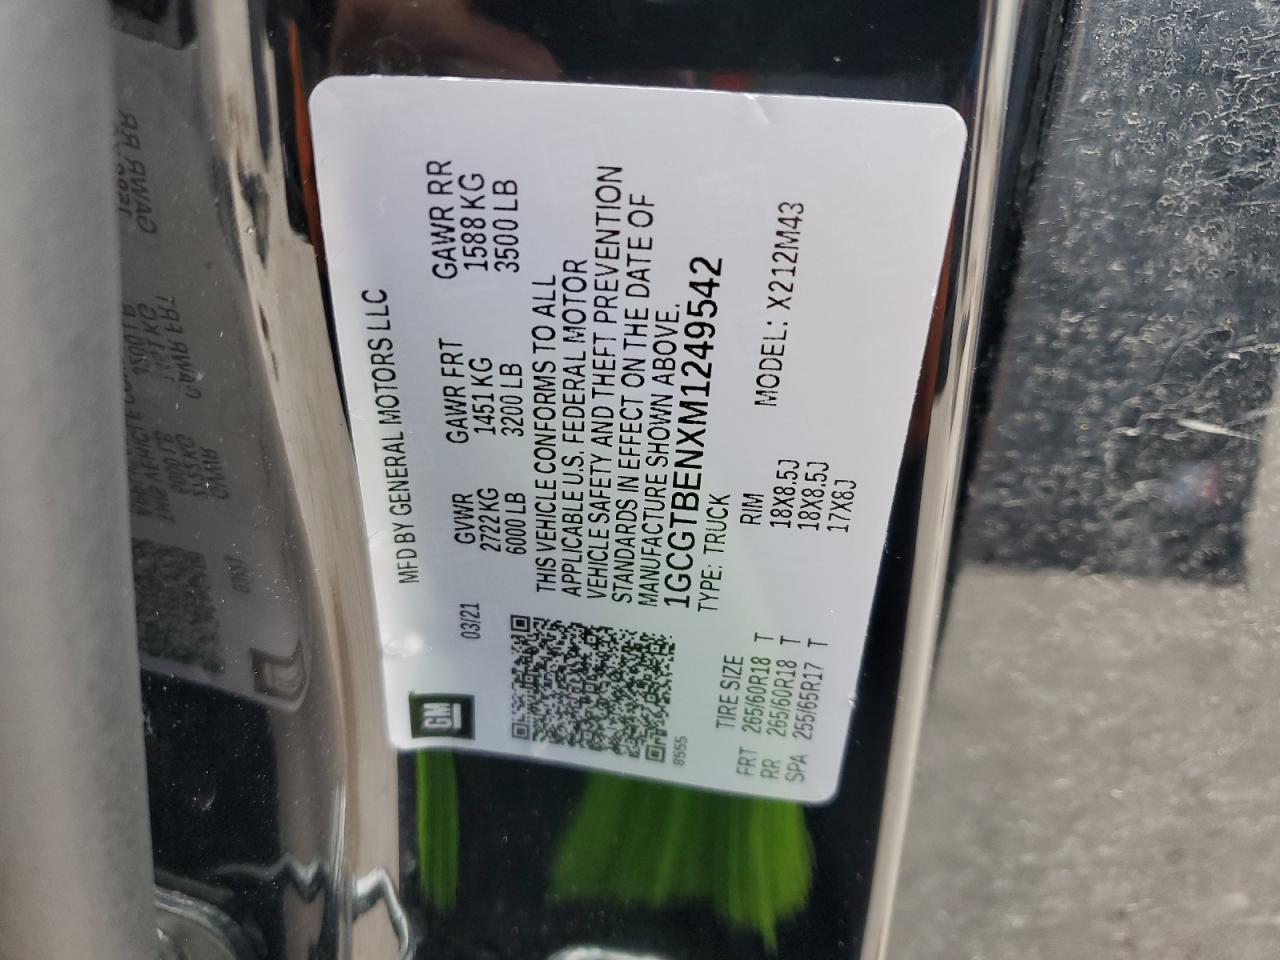 GM
MFD BY GENERAL MOTORS LLC
03/21
GVWR GAWR FRT GAWR RR
2722 KG 1451 KG 1588 KG
6000 LB 3200 LB 3500 LB
THIS VEHICLE CONFORMS TO ALL
APPLICABLE U.S. FEDERAL MOTOR
VEHICLE SAFETY AND THEFT PREVENTION
STANDARDS IN EFFECT ON THE DATE OF
MANUFACTURE SHOWN ABOVE.
1GCGTBENXM1249542
8555
TYPE: TRUCK
TIRE SIZE RIM MODEL: X212M43
FRT 265/60R18 T 18X8.5J
RR 265/60R18 T 18X8.5J
SPA 255/65R17 T 17X8J